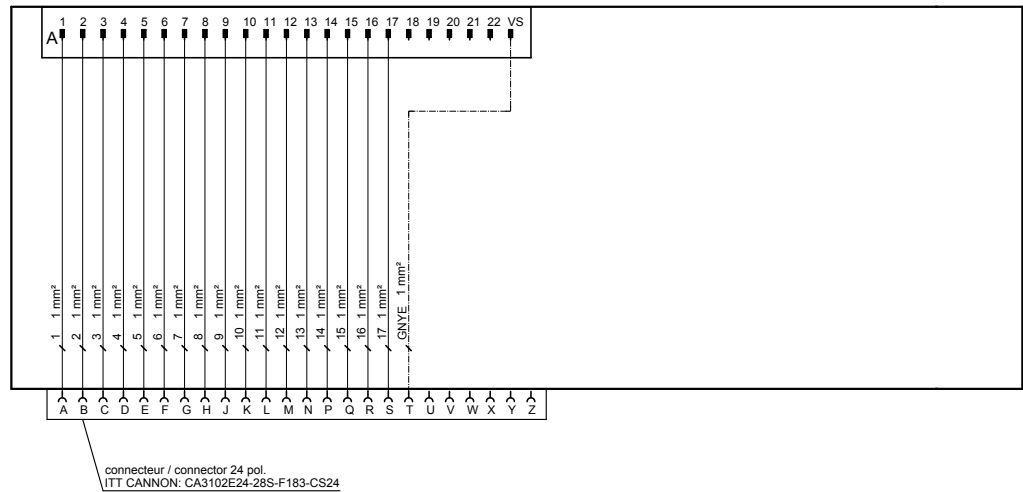 1 2 3 4 5 6 7 8 9 10 11 12 13 14 15 16 17 18 19 20 21 22 VS
A
1 1 mm²
2 1 mm²
3 1 mm²
4 1 mm²
5 1 mm²
6 1 mm²
7 1 mm²
8 1 mm²
9 1 mm²
10 1 mm²
11 1 mm²
12 1 mm²
13 1 mm²
14 1 mm²
15 1 mm²
16 1 mm²
17 1 mm²
GNYE 1 mm²
A B C D E F G H J K L M N P Q R S T U V W X Y Z
connecteur / connector 24 pol.
ITT CANNON: CA3102E24-28S-F183-CS24